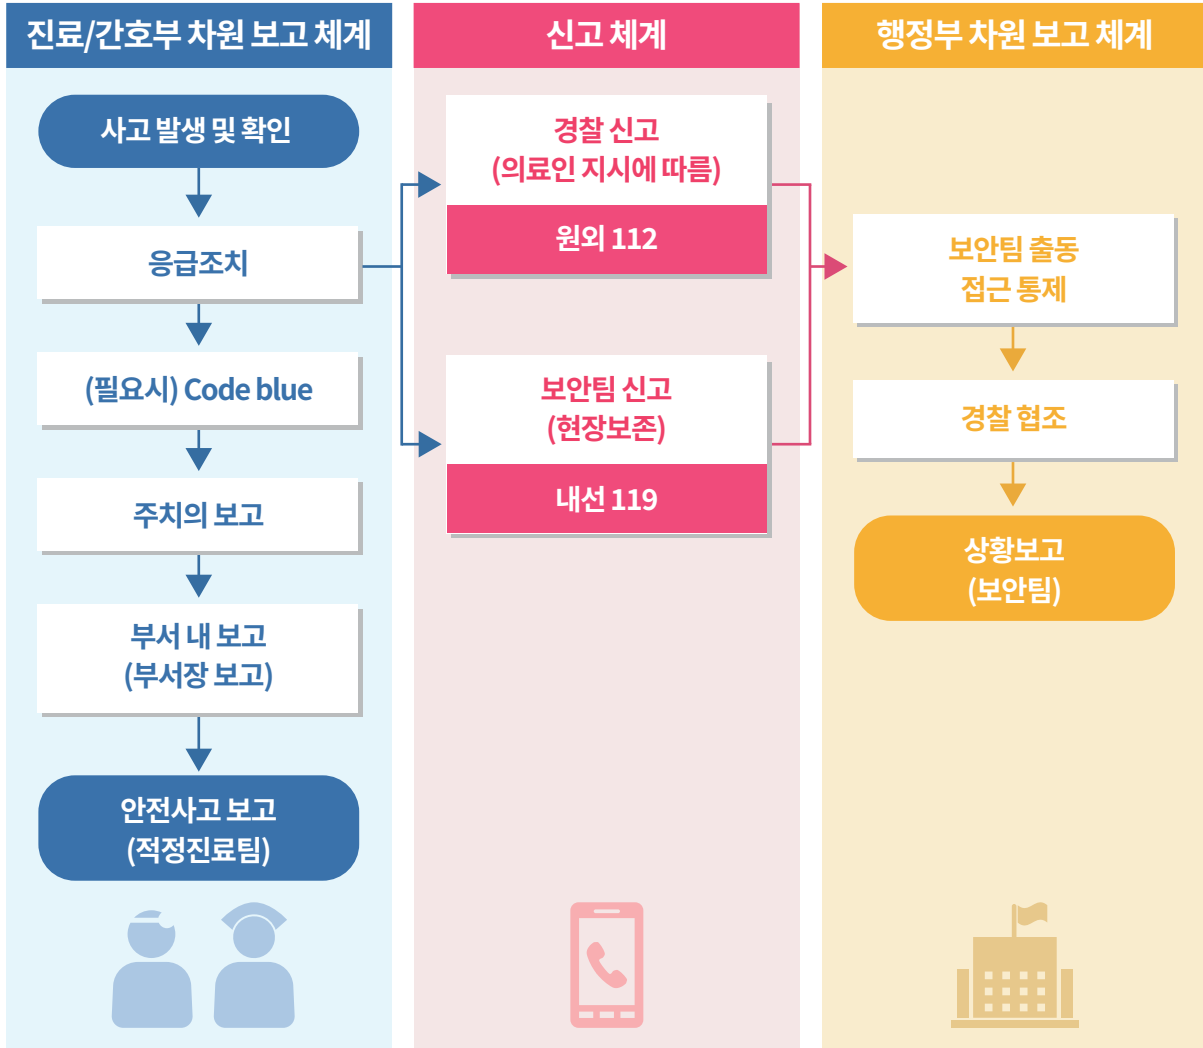 진료/간호부 차원 보고 체계
사고 발생 및 확인
응급조치
(필요시) Code blue
주치의 보고
부서 내 보고
(부서장 보고)
안전사고 보고
(적정진료팀)
신고 체계
경찰 신고
(의료인 지시에 따름)
원외 112
보안팀 신고
(현장보존)
내선 119
행정부 차원 보고 체계
보안팀 출동
접근 통제
경찰 협조
상황보고
(보안팀)